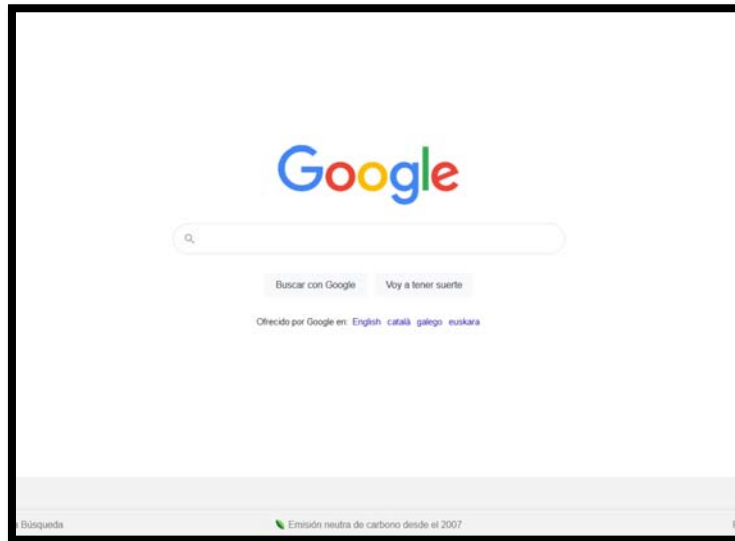 Google
Buscar con Google Voy a tener suerte
Ofrecido por Google en: English català galego euskara
a Búsqueda Emisión neutra de carbono desde el 2007